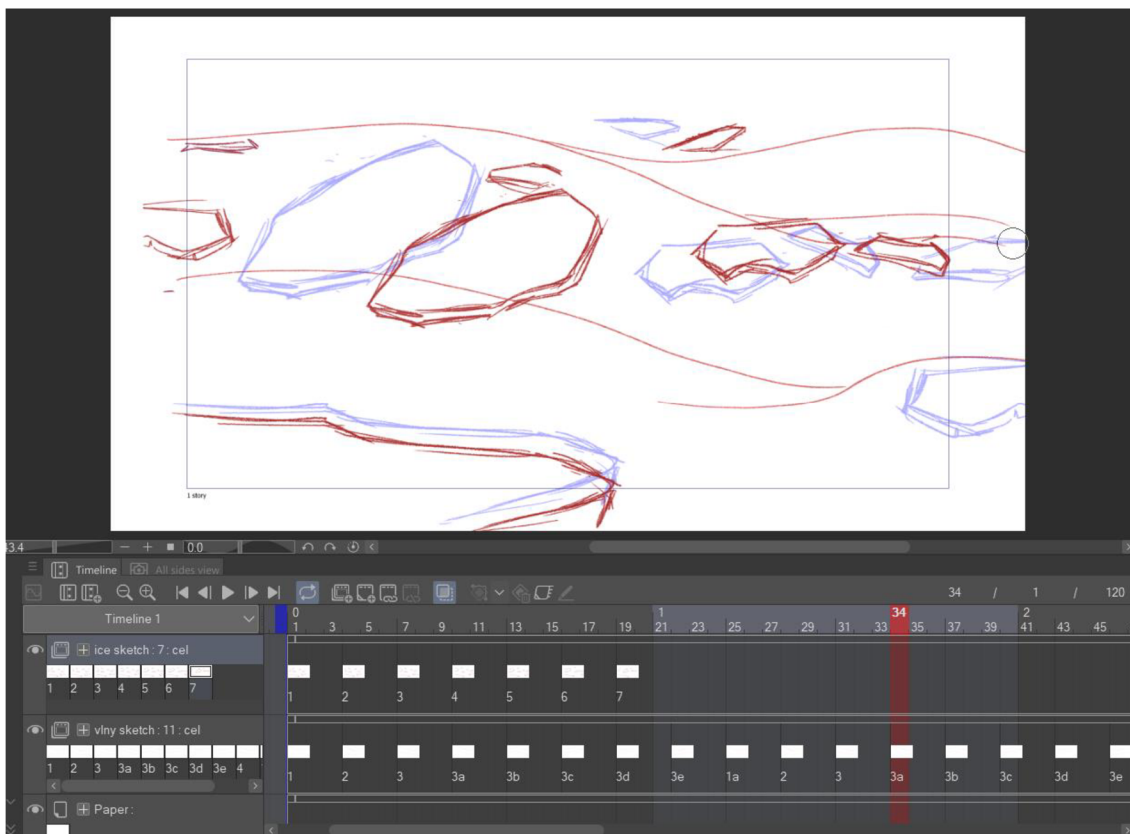 1 story
0.0
Timeline
All sides view
34 / 1 / 120
Timeline 1
0 1 34 2
1 3 5 7 9 11 13 15 17 19 21 23 25 27 29 31 33 35 37 39 41 43 45
ice sketch : 7 : cel
1 2 3 4 5 6 7
1 2 3 4 5 6 7
vlny sketch : 11 : cel
1 2 3 3a 3b 3c 3d 3e 4
1 2 3 3a 3b 3c 3d 3e 1a 2 3 3a 3b 3c 3d 3e
Paper :